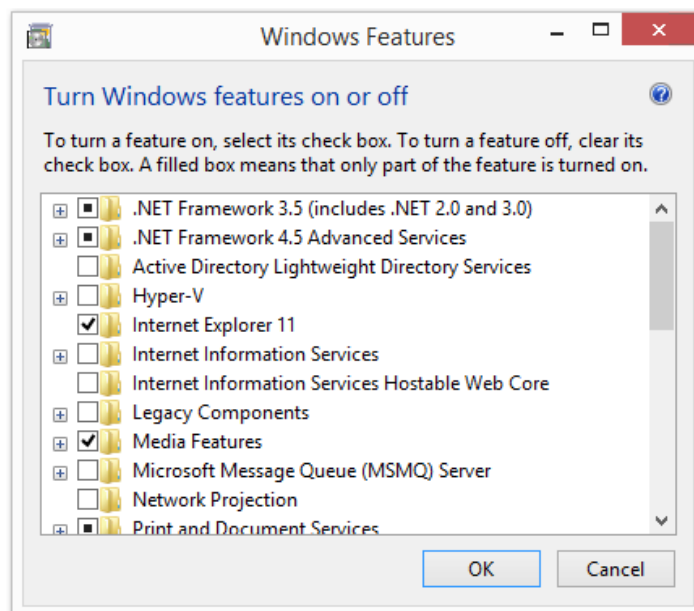 Windows Features
Turn Windows features on or off
To turn a feature on, select its check box. To turn a feature off, clear its
check box. A filled box means that only part of the feature is turned on.
.NET Framework 3.5 (includes .NET 2.0 and 3.0)
.NET Framework 4.5 Advanced Services
Active Directory Lightweight Directory Services
Hyper-V
Internet Explorer 11
Internet Information Services
Internet Information Services Hostable Web Core
Legacy Components
Media Features
Microsoft Message Queue (MSMQ) Server
Network Projection
Print and Document Services
OK
Cancel